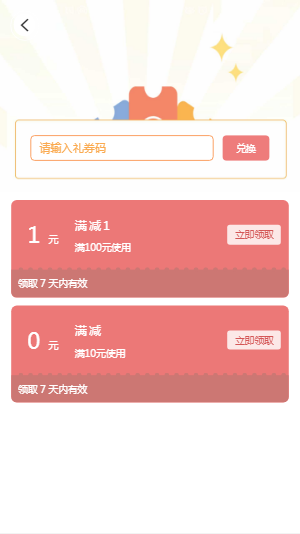 请输入礼券码
兑换
1 元
满减1
满100元使用
立即领取
领取 7 天内有效
0 元
满减
满10元使用
立即领取
领取 7 天内有效